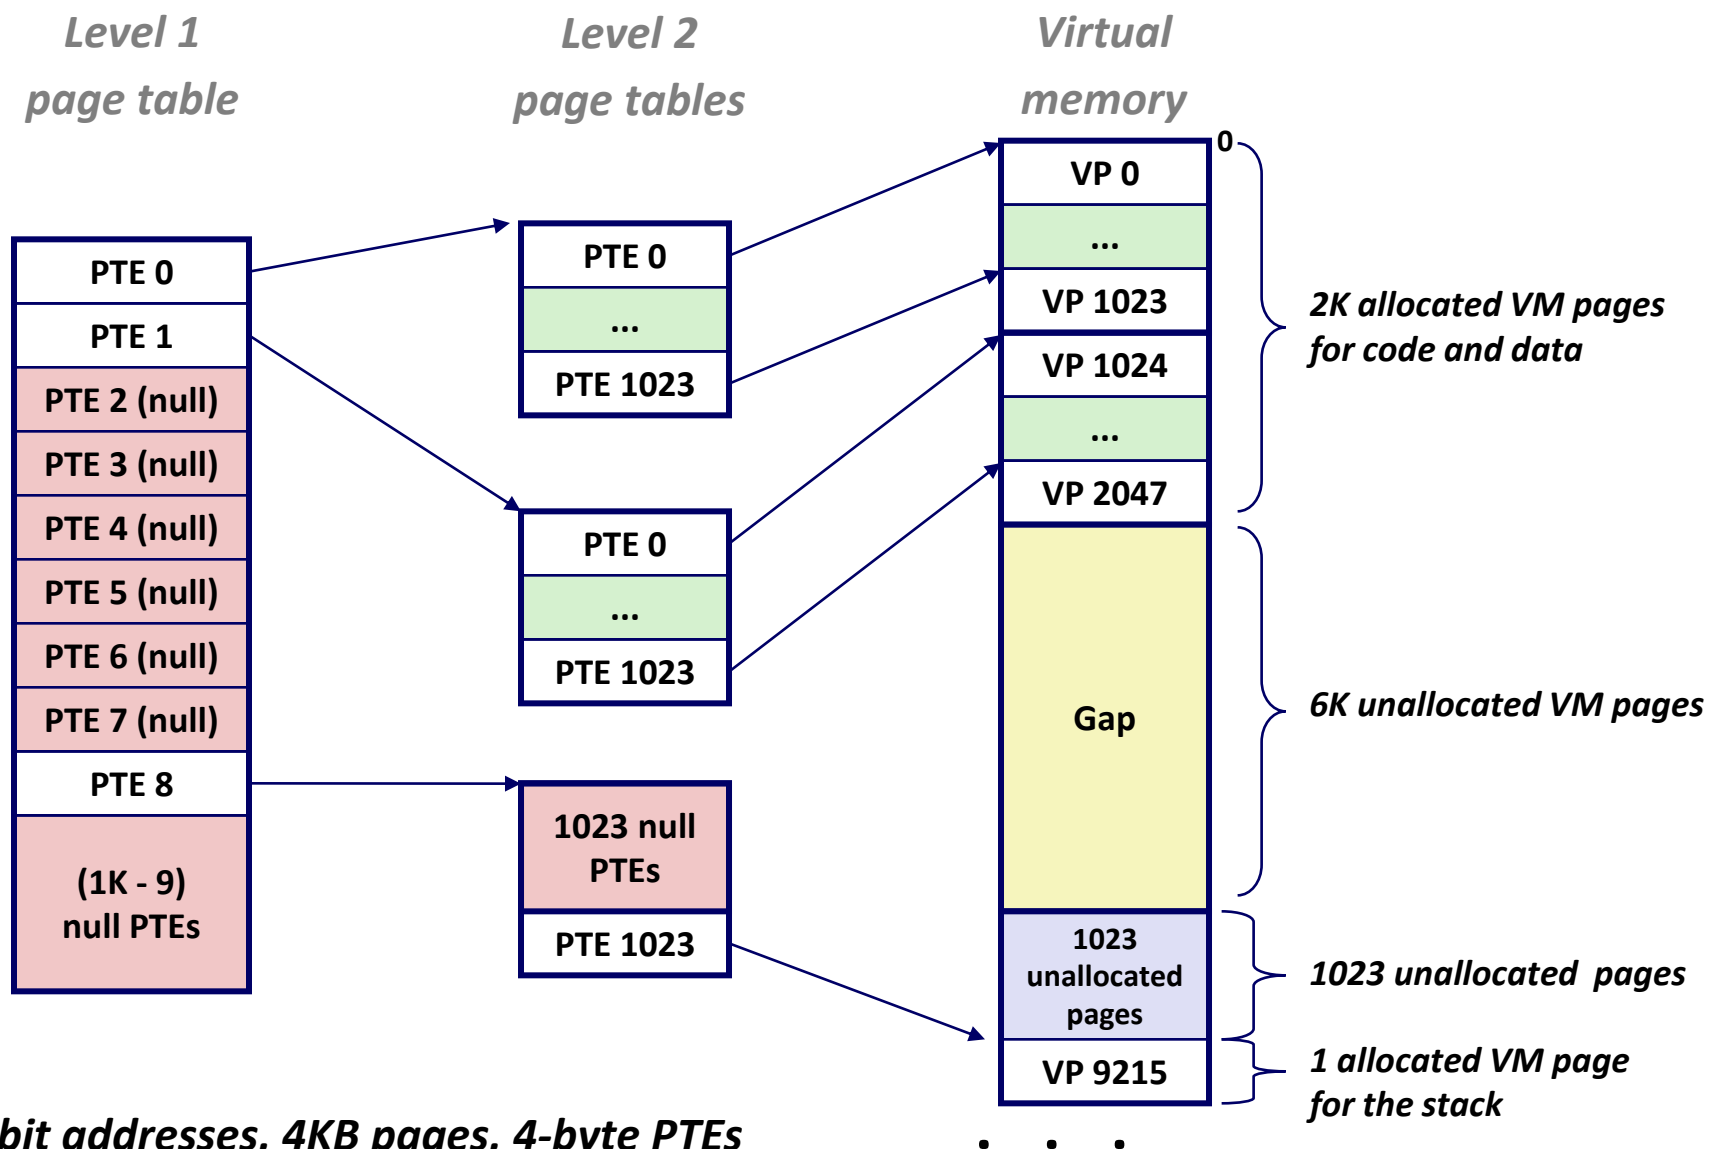 Level 1
page table
Level 2
page tables
Virtual
memory
PTE 0
PTE 1
PTE 2 (null)
PTE 3 (null)
PTE 4 (null)
PTE 5 (null)
PTE 6 (null)
PTE 7 (null)
PTE 8
(1K - 9)
null PTEs
PTE 0
...
PTE 1023
PTE 0
...
PTE 1023
1023 null
PTEs
PTE 1023
0
VP 0
...
VP 1023
VP 1024
...
VP 2047
Gap
1023
unallocated
pages
VP 9215
2K allocated VM pages
for code and data
6K unallocated VM pages
1023 unallocated pages
1 allocated VM page
for the stack
bit addresses, 4KB pages, 4-byte PTEs
. . .